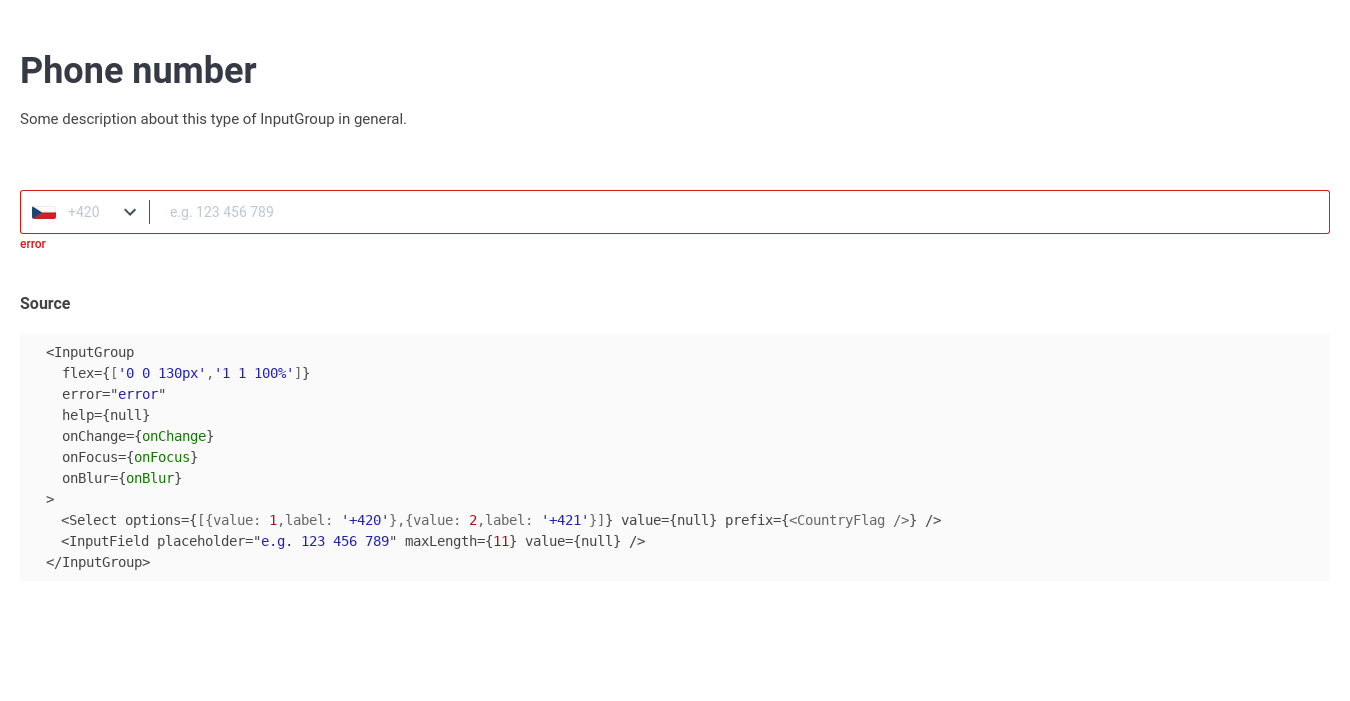 Phone number
Some description about this type of InputGroup in general.
+420 e.g. 123 456 789
error
Source
<InputGroup
flex={['0 0 130px','1 1 100%']}
error="error"
help={null}
onChange={onChange}
onFocus={onFocus}
onBlur={onBlur}
>
<Select options={[{value: 1,label: '+420'},{value: 2,label: '+421'}]} value={null} prefix={<CountryFlag />} />
<InputField placeholder="e.g. 123 456 789" maxLength={11} value={null} />
</InputGroup>